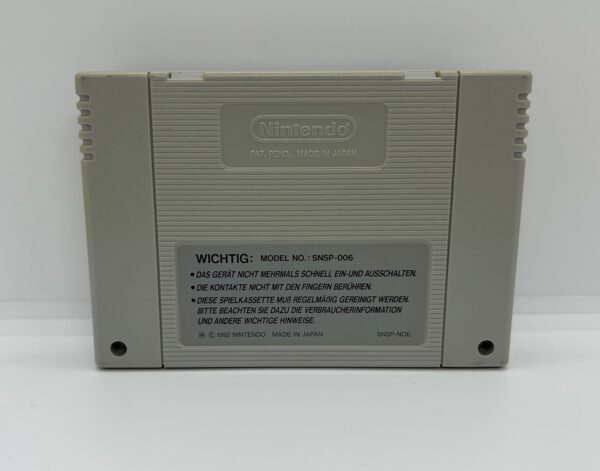 Nintendo
PAT. PEND. MADE IN JAPAN
WICHTIG: MODEL NO.: SNSP-006
• DAS GERÄT NICHT MEHRMALS SCHNELL EIN-UND AUSSCHALTEN.
• DIE KONTAKTE NICHT MIT DEN FINGERN BERÜHREN.
• DIESE SPIELKASSETTE MUß REGELMÄßIG GEREINIGT WERDEN.
BITTE BEACHTEN SIE DAZU DIE VERBRAUCHERINFORMATION
UND ANDERE WICHTIGE HINWEISE.
Ⓜ © 1992 NINTENDO. MADE IN JAPAN SNSP-NOE